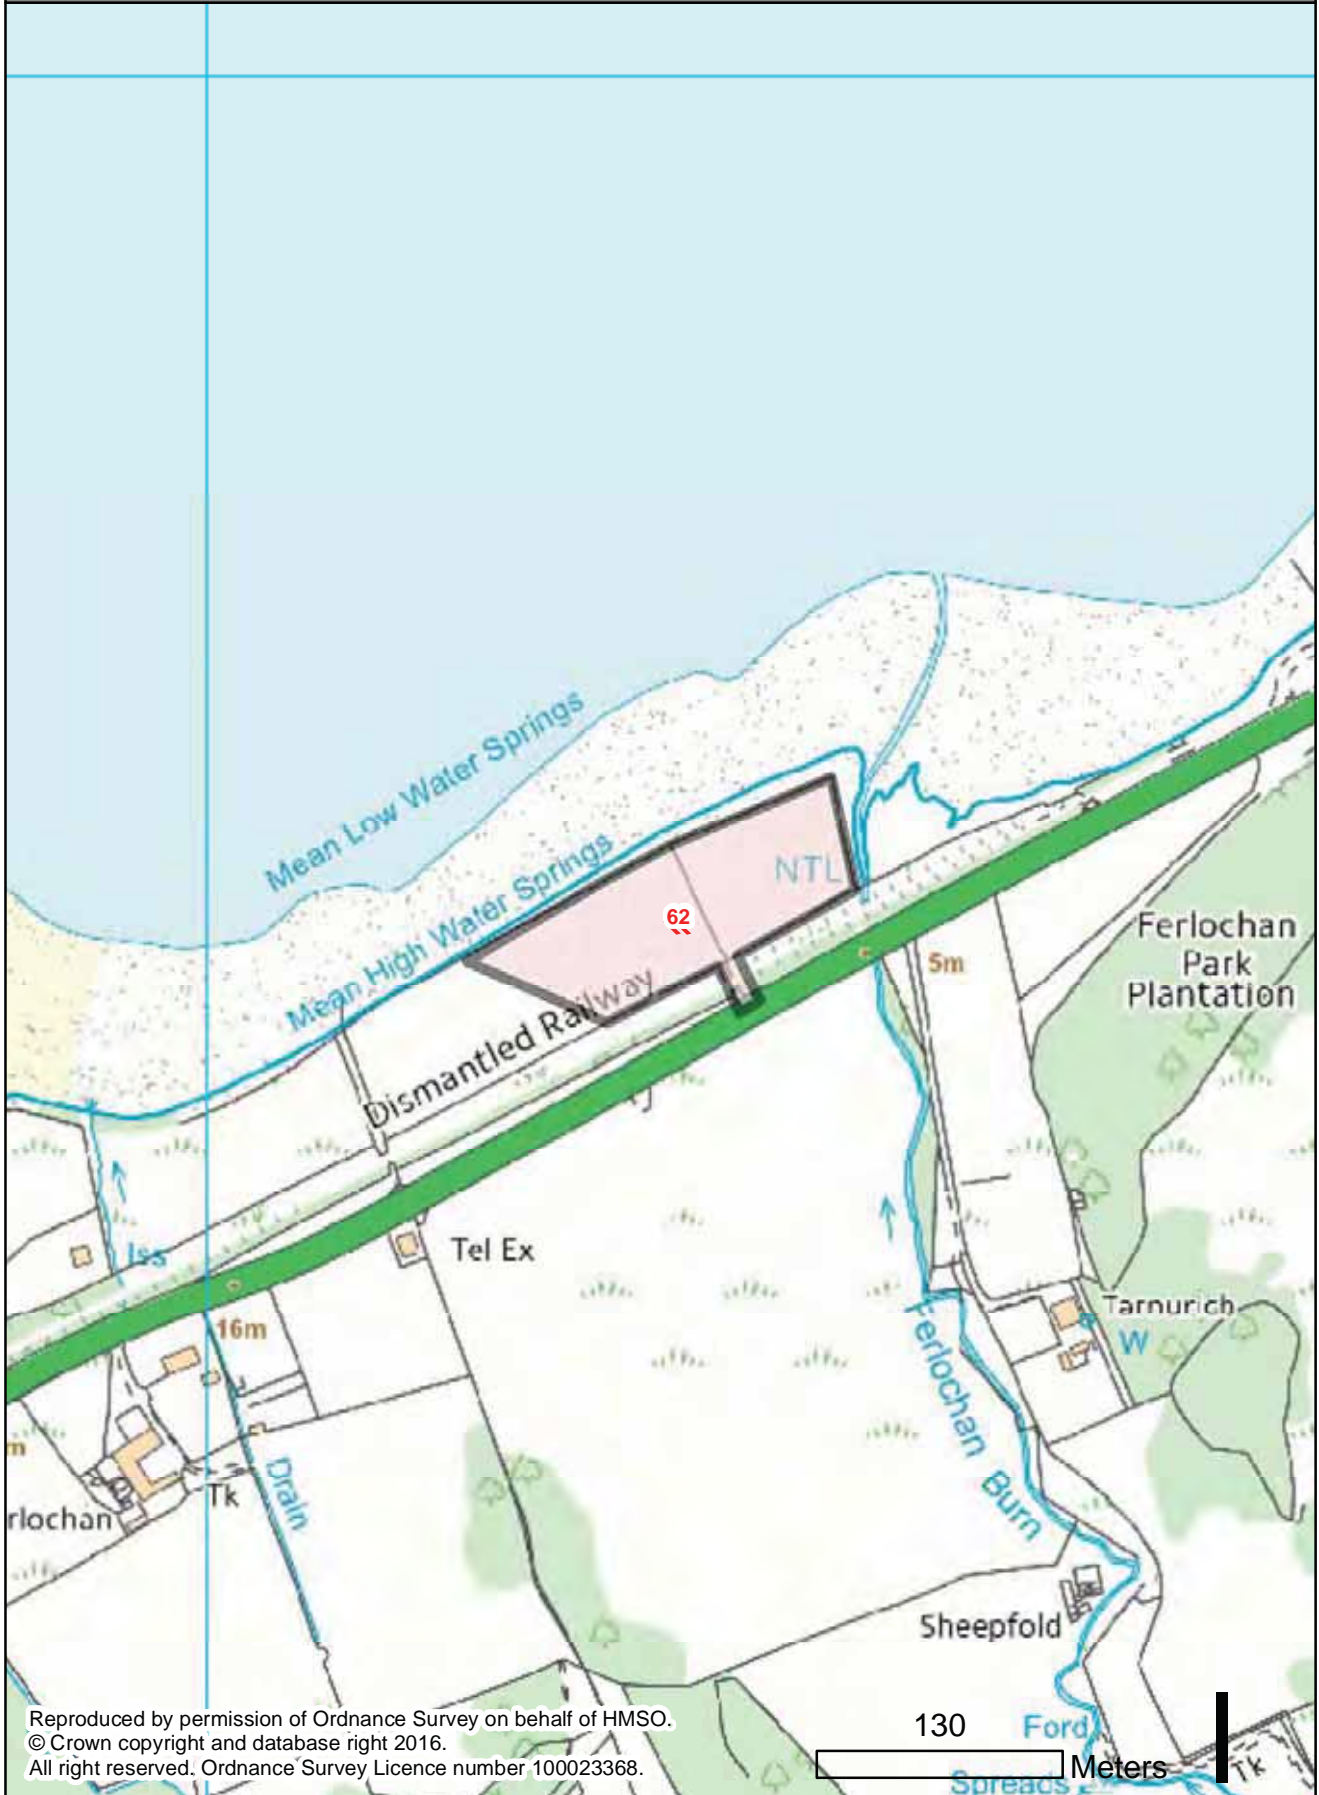 Mean Low Water Springs
Mean High Water Springs
NTL
62
Dismantled Railway
5m
Ferlochan
Park
Plantation
Iss
Tel Ex
16m
Tarnurich
W
Ferlochan Burn
m
Drain
Tk
rlochan
Sheepfold
Reproduced by permission of Ordnance Survey on behalf of HMSO.
© Crown copyright and database right 2016.
All right reserved. Ordnance Survey Licence number 100023368.
130
Meters
Ford
Spreads
Tk